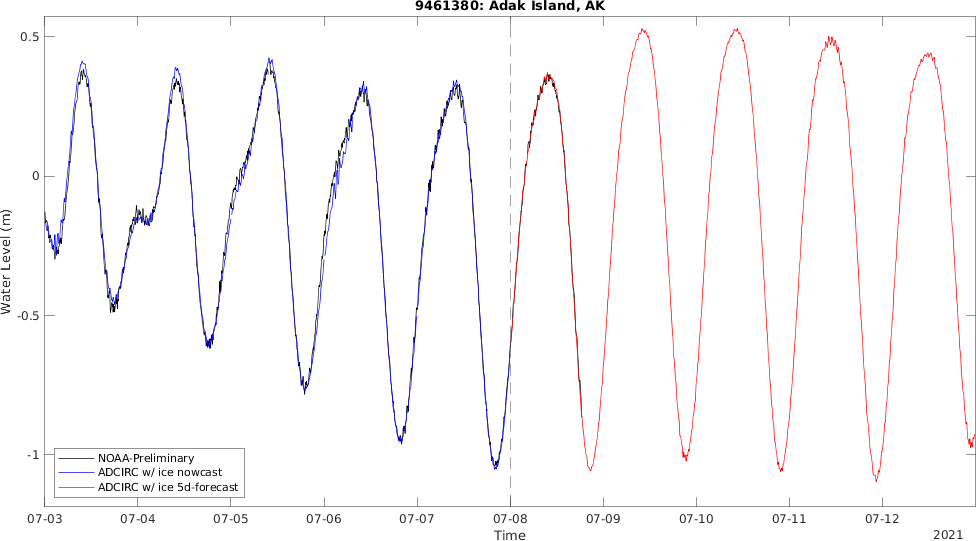 9461380: Adak Island, AK
0.5
0
-0.5
-1
Water Level (m)
NOAA-Preliminary
ADCIRC w/ ice nowcast
ADCIRC w/ ice 5d-forecast
07-03 07-04 07-05 07-06 07-07 07-08 07-09 07-10 07-11 07-12
2021
Time